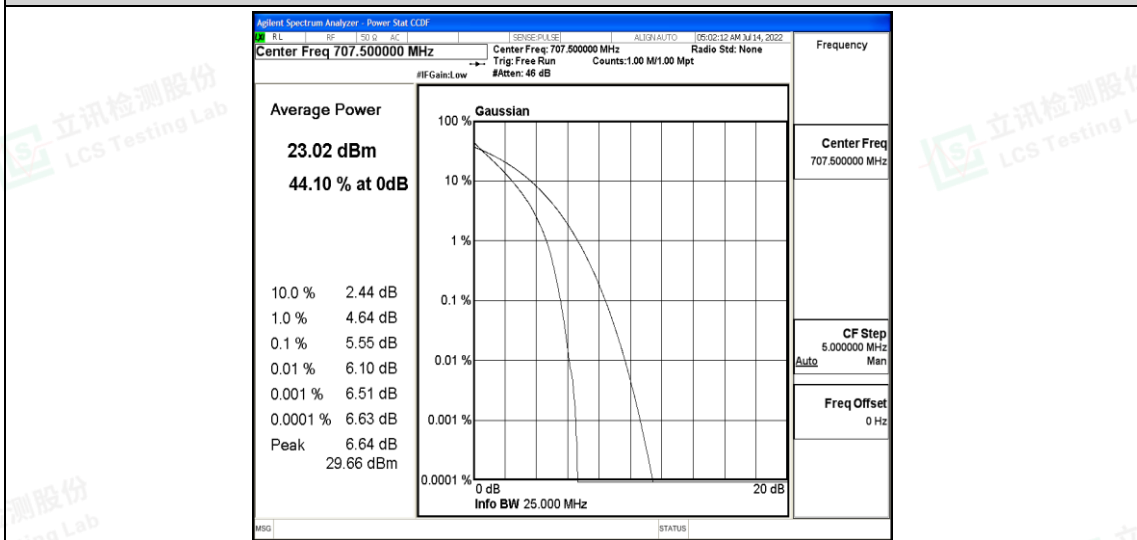 Agilent Spectrum Analyzer - Power Stat CCDF
RL RF 50 Ω AC SENSE:PULSE ALIGN AUTO 05:02:12 AM Jul 14, 2022
Center Freq 707.500000 MHz
Center Freq: 707.500000 MHz Radio Std: None
Trig: Free Run Counts:1.00 M/1.00 Mpt
#IFGain:Low #Atten: 46 dB
Frequency
Average Power
23.02 dBm
44.10 % at 0dB
10.0 % 2.44 dB
1.0 % 4.64 dB
0.1 % 5.55 dB
0.01 % 6.10 dB
0.001 % 6.51 dB
0.0001 % 6.63 dB
Peak 6.64 dB
29.66 dBm
Gaussian
100 %
10 %
1 %
0.1 %
0.01 %
0.001 %
0.0001 %
0 dB 20 dB
Info BW 25.000 MHz
Center Freq
707.500000 MHz
CF Step
5.000000 MHz
Auto Man
Freq Offset
0 Hz
MSG STATUS
立讯检测股份
LCS Testing Lab
立讯检测股份
LCS Testing L
测股份
ing Lab
立